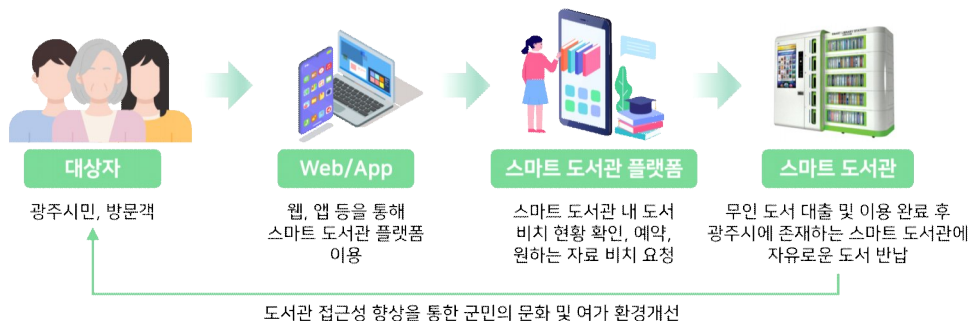 대상자
광주시민, 방문객
Web/App
웹, 앱 등을 통해
스마트 도서관 플랫폼
이용
스마트 도서관 플랫폼
스마트 도서관 내 도서
비치 현황 확인, 예약,
원하는 자료 비치 요청
스마트 도서관
무인 도서 대출 및 이용 완료 후
광주시에 존재하는 스마트 도서관에
자유로운 도서 반납
도서관 접근성 향상을 통한 군민의 문화 및 여가 환경개선